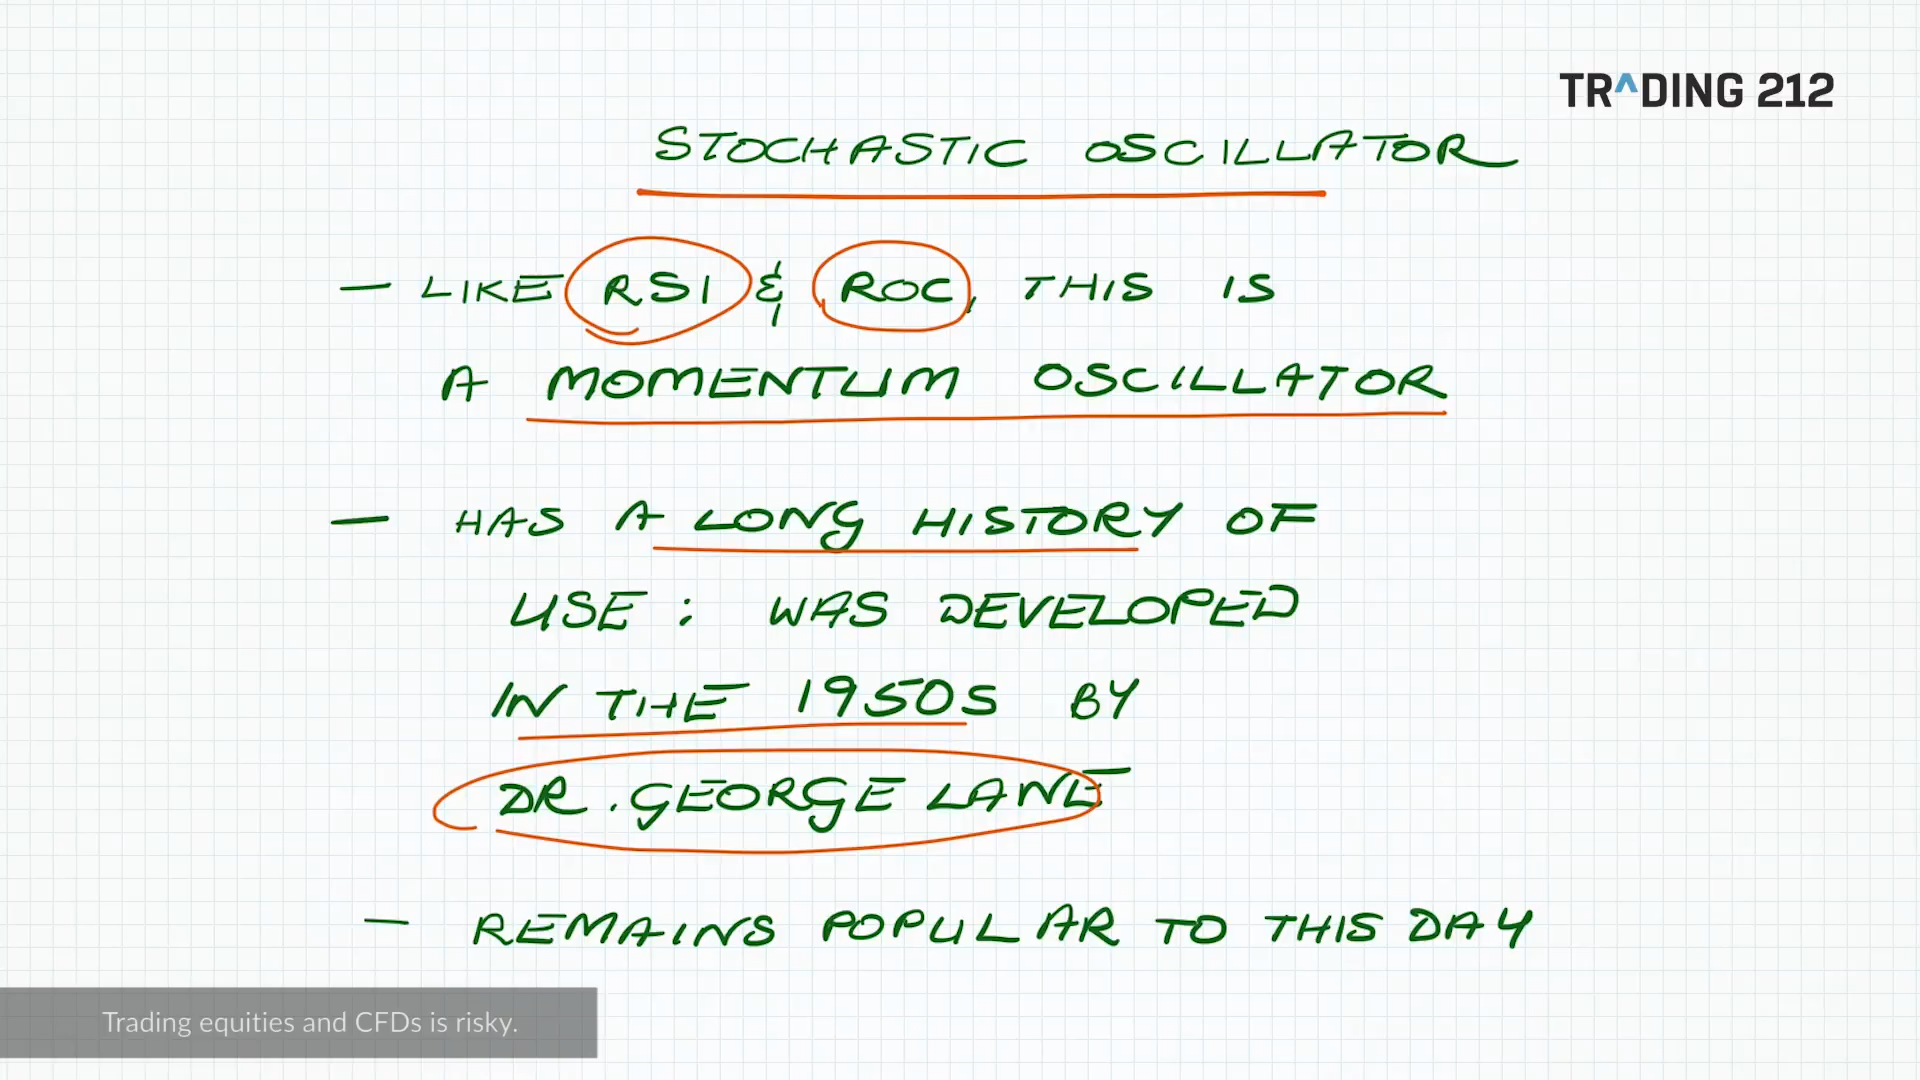 TRADING 212
STOCHASTIC OSCILLATOR
- LIKE RSI & ROC, THIS IS
A MOMENTUM OSCILLATOR
- HAS A LONG HISTORY OF
USE: WAS DEVELOPED
IN THE 1950s BY
DR. GEORGE LANE
- REMAINS POPULAR TO THIS DAY
Trading equities and CFDs is risky.